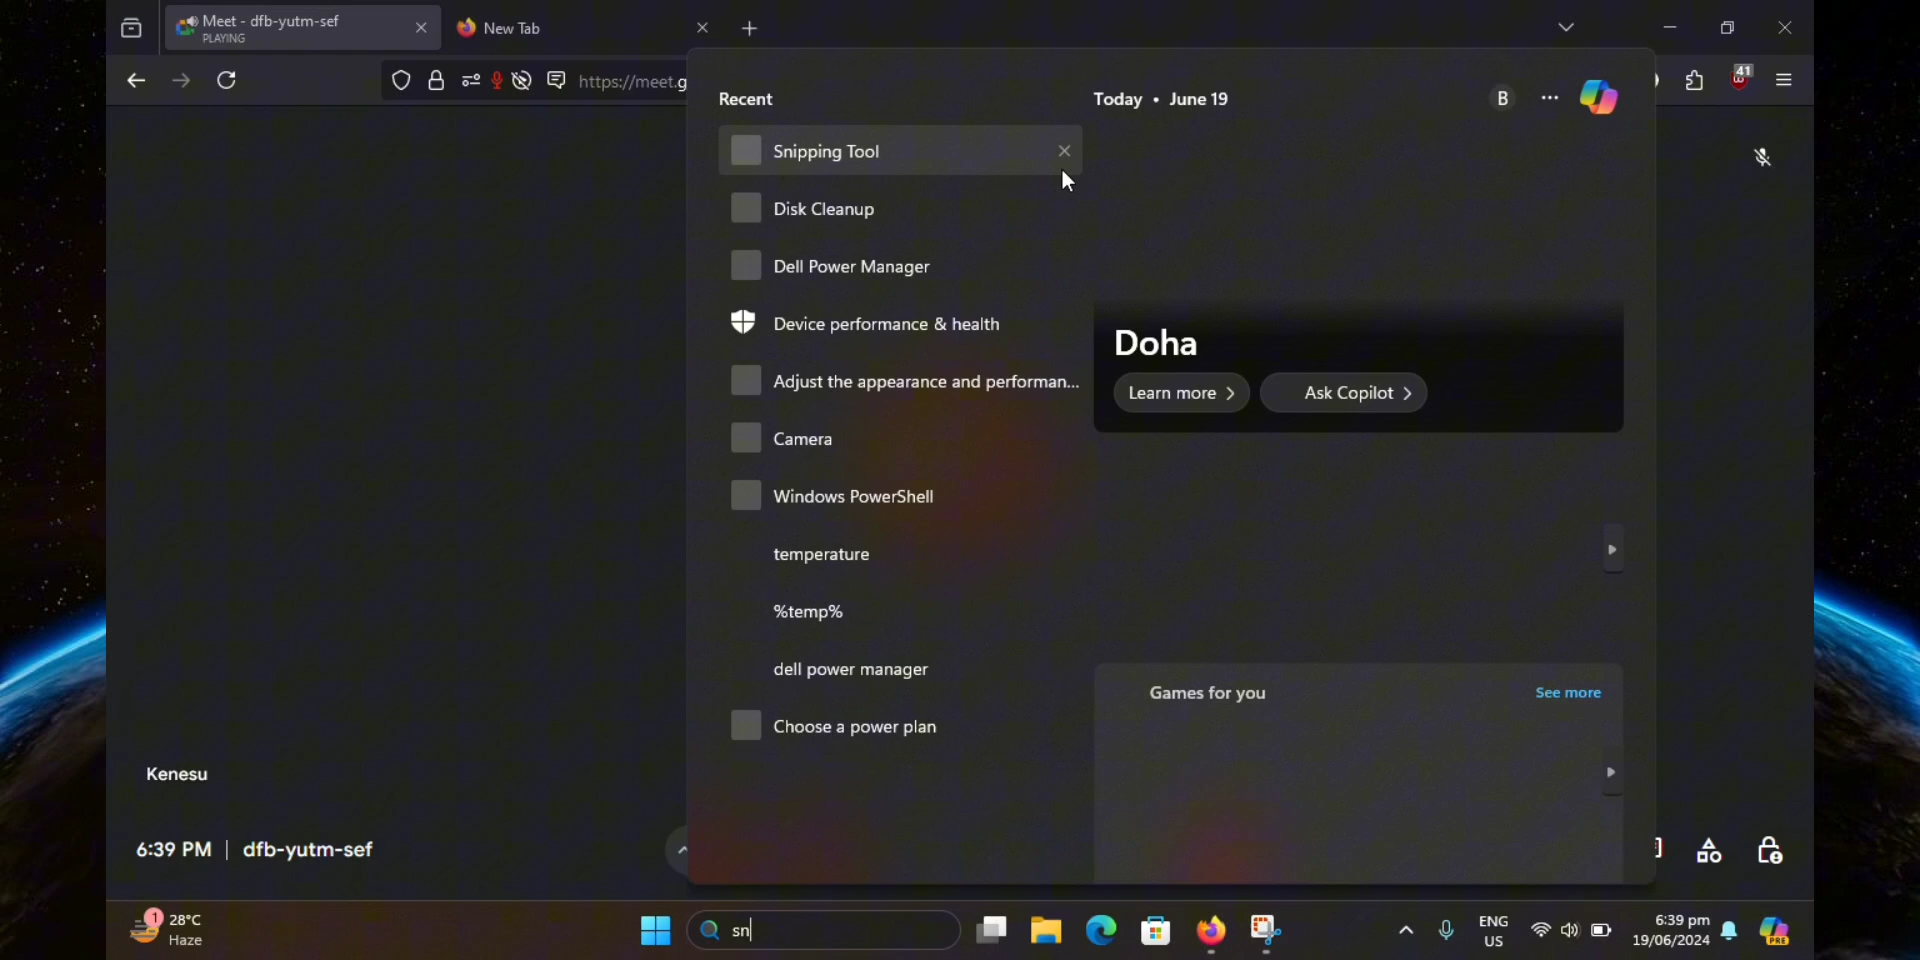 Meet - dfb-yutm-sef
PLAYING
New Tab
https://meet.g
41
Recent
Today • June 19
B
Snipping Tool
Disk Cleanup
Dell Power Manager
Device performance & health
Adjust the appearance and performan...
Camera
Windows PowerShell
temperature
%temp%
dell power manager
Choose a power plan
Doha
Learn more
Ask Copilot
Games for you
See more
Kenesu
6:39 PM | dfb-yutm-sef
1
28°C
Haze
sn
ENG
US
6:39 pm
19/06/2024
PRE